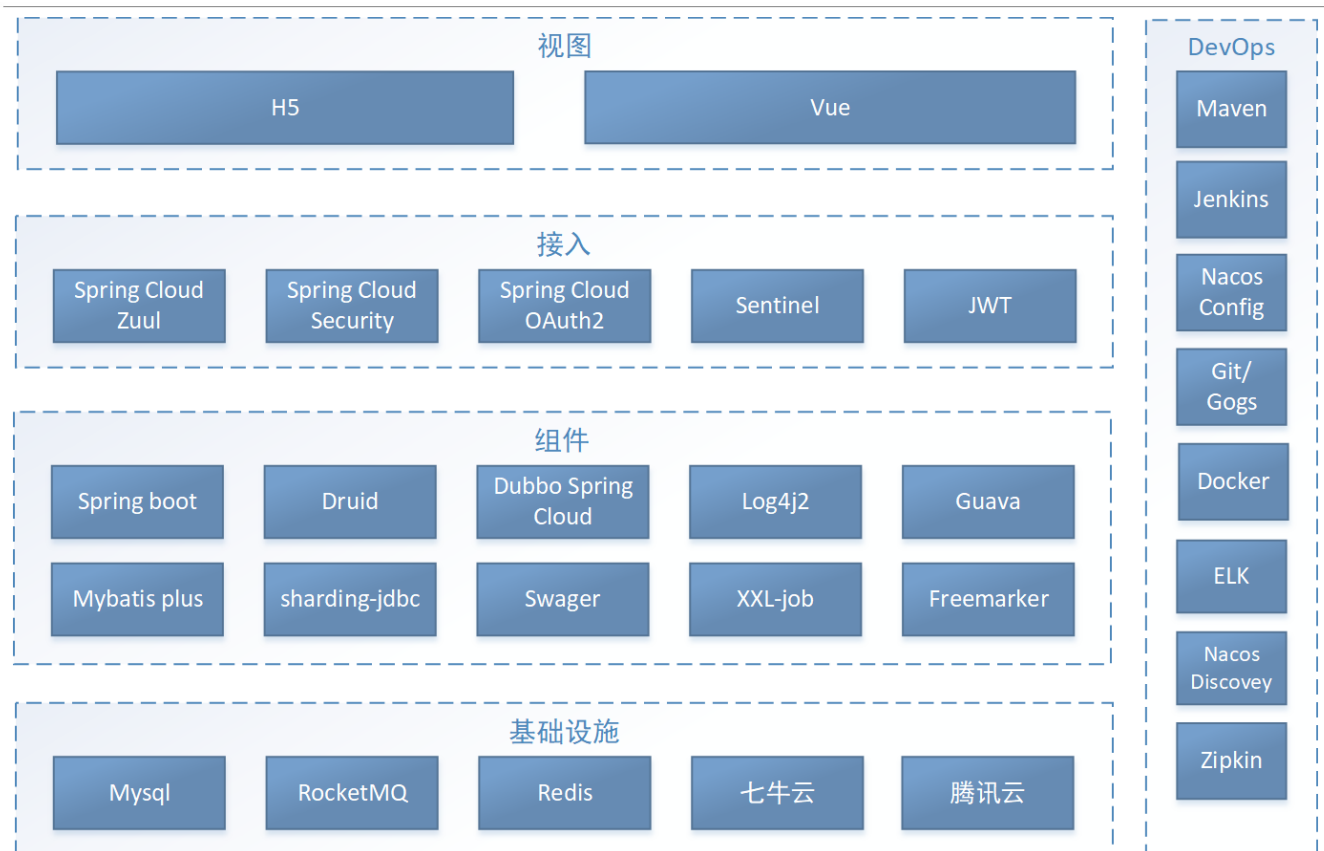 视图
H5
Vue
接入
Spring Cloud
Zuul
Spring Cloud
Security
Spring Cloud
OAuth2
Sentinel
JWT
组件
Spring boot
Druid
Dubbo Spring
Cloud
Log4j2
Guava
Mybatis plus
sharding-jdbc
Swager
XXL-job
Freemarker
基础设施
Mysql
RocketMQ
Redis
七牛云
腾讯云
DevOps
Maven
Jenkins
Nacos
Config
Git/
Gogs
Docker
ELK
Nacos
Discovey
Zipkin